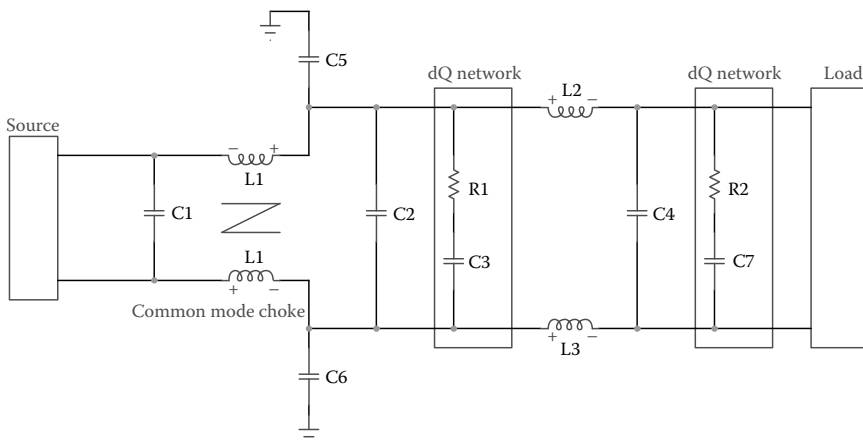 C5
dQ network
dQ network
Load
L2
+ −
Source
− +
L1
R1
R2
C1
C2
C4
L1
C3
C7
+ −
Common mode choke
+ −
+ −
L3
C6